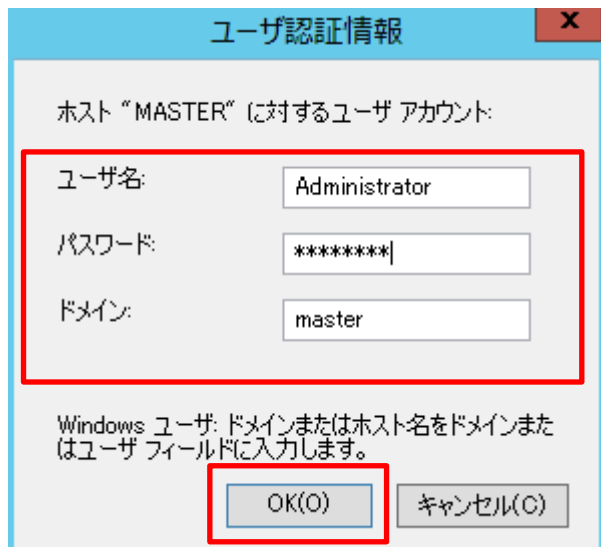 ユーザ認証情報
x
ホスト "MASTER" に対するユーザ アカウント:
ユーザ名:
Administrator
パスワード:
********
ドメイン:
master
Windows ユーザ: ドメインまたはホスト名をドメインまた
はユーザ フィールドに入力します。
OK(O)
キャンセル(C)